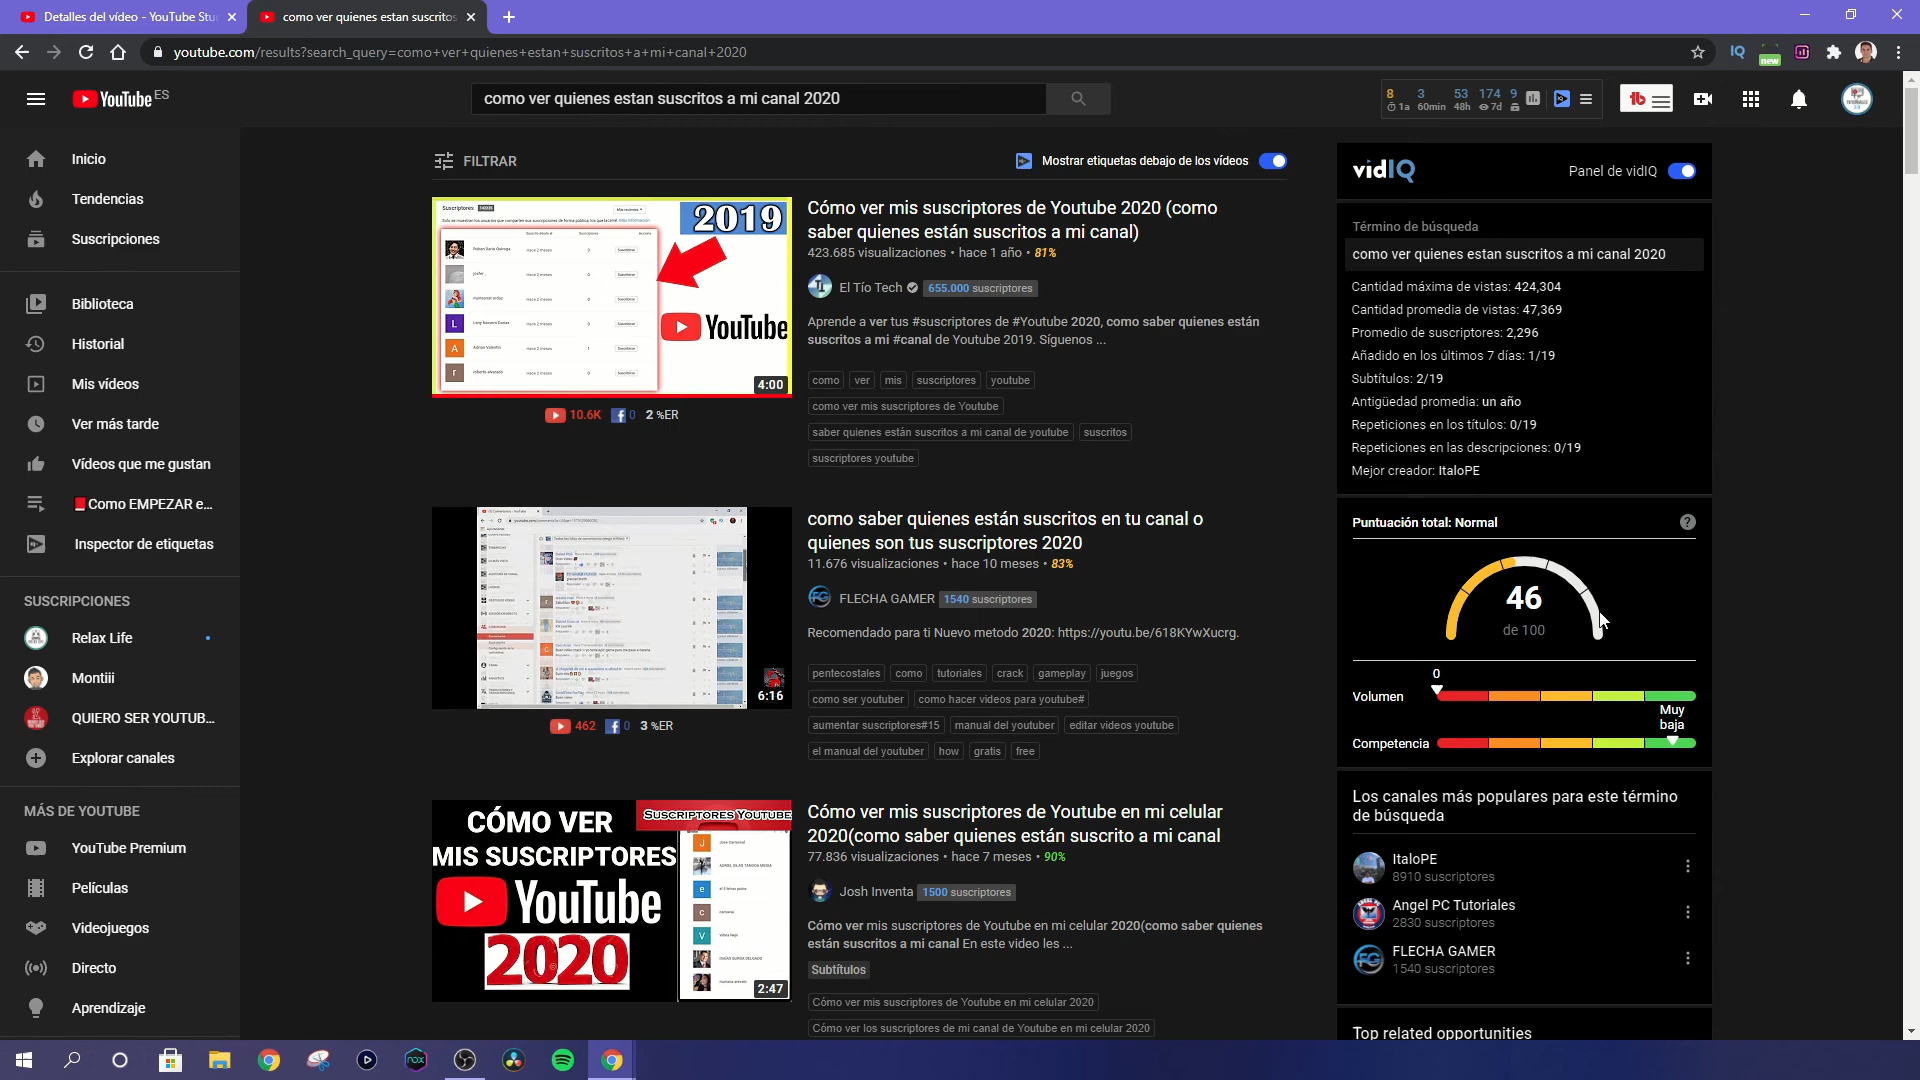 Detalles del vídeo - YouTube Stu
como ver quienes estan suscritos
youtube.com/results?search_query=como+ver+quienes+estan+suscritos+a+mi+canal+2020
IQ
new
YouTube ES
como ver quienes estan suscritos a mi canal 2020
8 3 53 174 9
1a 60min 48h 7d
Inicio
Tendencias
Suscripciones
Biblioteca
Historial
Mis vídeos
Ver más tarde
Vídeos que me gustan
Como EMPEZAR e...
Inspector de etiquetas
SUSCRIPCIONES
Relax Life
Montiii
QUIERO SER YOUTUB...
Explorar canales
MÁS DE YOUTUBE
YouTube Premium
Películas
Videojuegos
Directo
Aprendizaje
FILTRAR
Mostrar etiquetas debajo de los vídeos
Suscriptores
2019
YouTube
4:00
10.6K 0 2 %ER
Cómo ver mis suscriptores de Youtube 2020 (como
saber quienes están suscritos a mi canal)
423.685 visualizaciones • hace 1 año • 81%
El Tío Tech 655.000 suscriptores
Aprende a ver tus #suscriptores de #Youtube 2020, como saber quienes están
suscritos a mi #canal de Youtube 2019. Síguenos ...
como ver mis suscriptores youtube
como ver mis suscriptores de Youtube
saber quienes están suscritos a mi canal de youtube suscritos
suscriptores youtube
6:16
462 0 3 %ER
como saber quienes están suscritos en tu canal o
quienes son tus suscriptores 2020
11.676 visualizaciones • hace 10 meses • 83%
FLECHA GAMER 1540 suscriptores
Recomendado para ti Nuevo metodo 2020: https://youtu.be/618KYwXucrg.
pentecostales como tutoriales crack gameplay juegos
como ser youtuber como hacer videos para youtube#
aumentar suscriptores#15 manual del youtuber editar videos youtube
el manual del youtuber how gratis free
CÓMO VER
MIS SUSCRIPTORES
YouTube
2020
SUSCRIPTORES YOUTUBE
2:47
Cómo ver mis suscriptores de Youtube en mi celular
2020(como saber quienes están suscrito a mi canal
77.836 visualizaciones • hace 7 meses • 90%
Josh Inventa 1500 suscriptores
Cómo ver mis suscriptores de Youtube en mi celular 2020(como saber quienes
están suscritos a mi canal En este video les ...
Subtítulos
Cómo ver mis suscriptores de Youtube en mi celular 2020
Cómo ver los suscriptores de mi canal de Youtube en mi celular 2020
vidIQ
Panel de vidIQ
Término de búsqueda
como ver quienes estan suscritos a mi canal 2020
Cantidad máxima de vistas: 424,304
Cantidad promedia de vistas: 47,369
Promedio de suscriptores: 2,296
Añadido en los últimos 7 días: 1/19
Subtítulos: 2/19
Antigüedad promedia: un año
Repeticiones en los títulos: 0/19
Repeticiones en las descripciones: 0/19
Mejor creador: ItaloPE
Puntuación total: Normal
?
46
de 100
0
Volumen
Muy
baja
Competencia
Los canales más populares para este término
de búsqueda
ItaloPE
8910 suscriptores
Angel PC Tutoriales
2830 suscriptores
FLECHA GAMER
1540 suscriptores
Top related opportunities